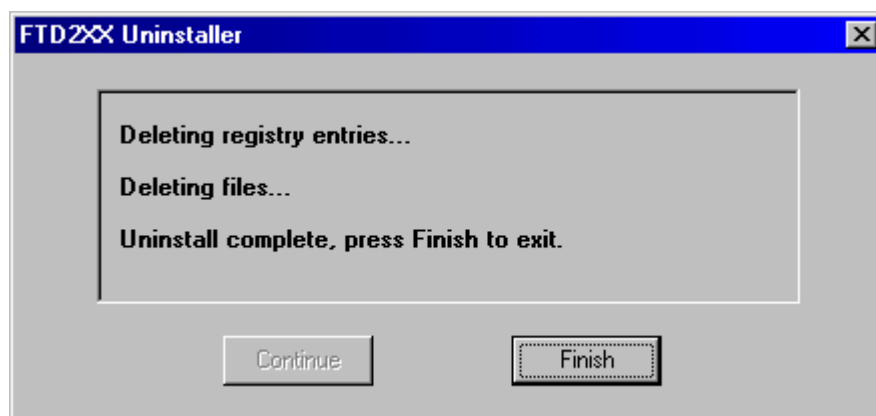 FTD2XX Uninstaller
Deleting registry entries...
Deleting files...
Uninstall complete, press Finish to exit.
Continue
Finish